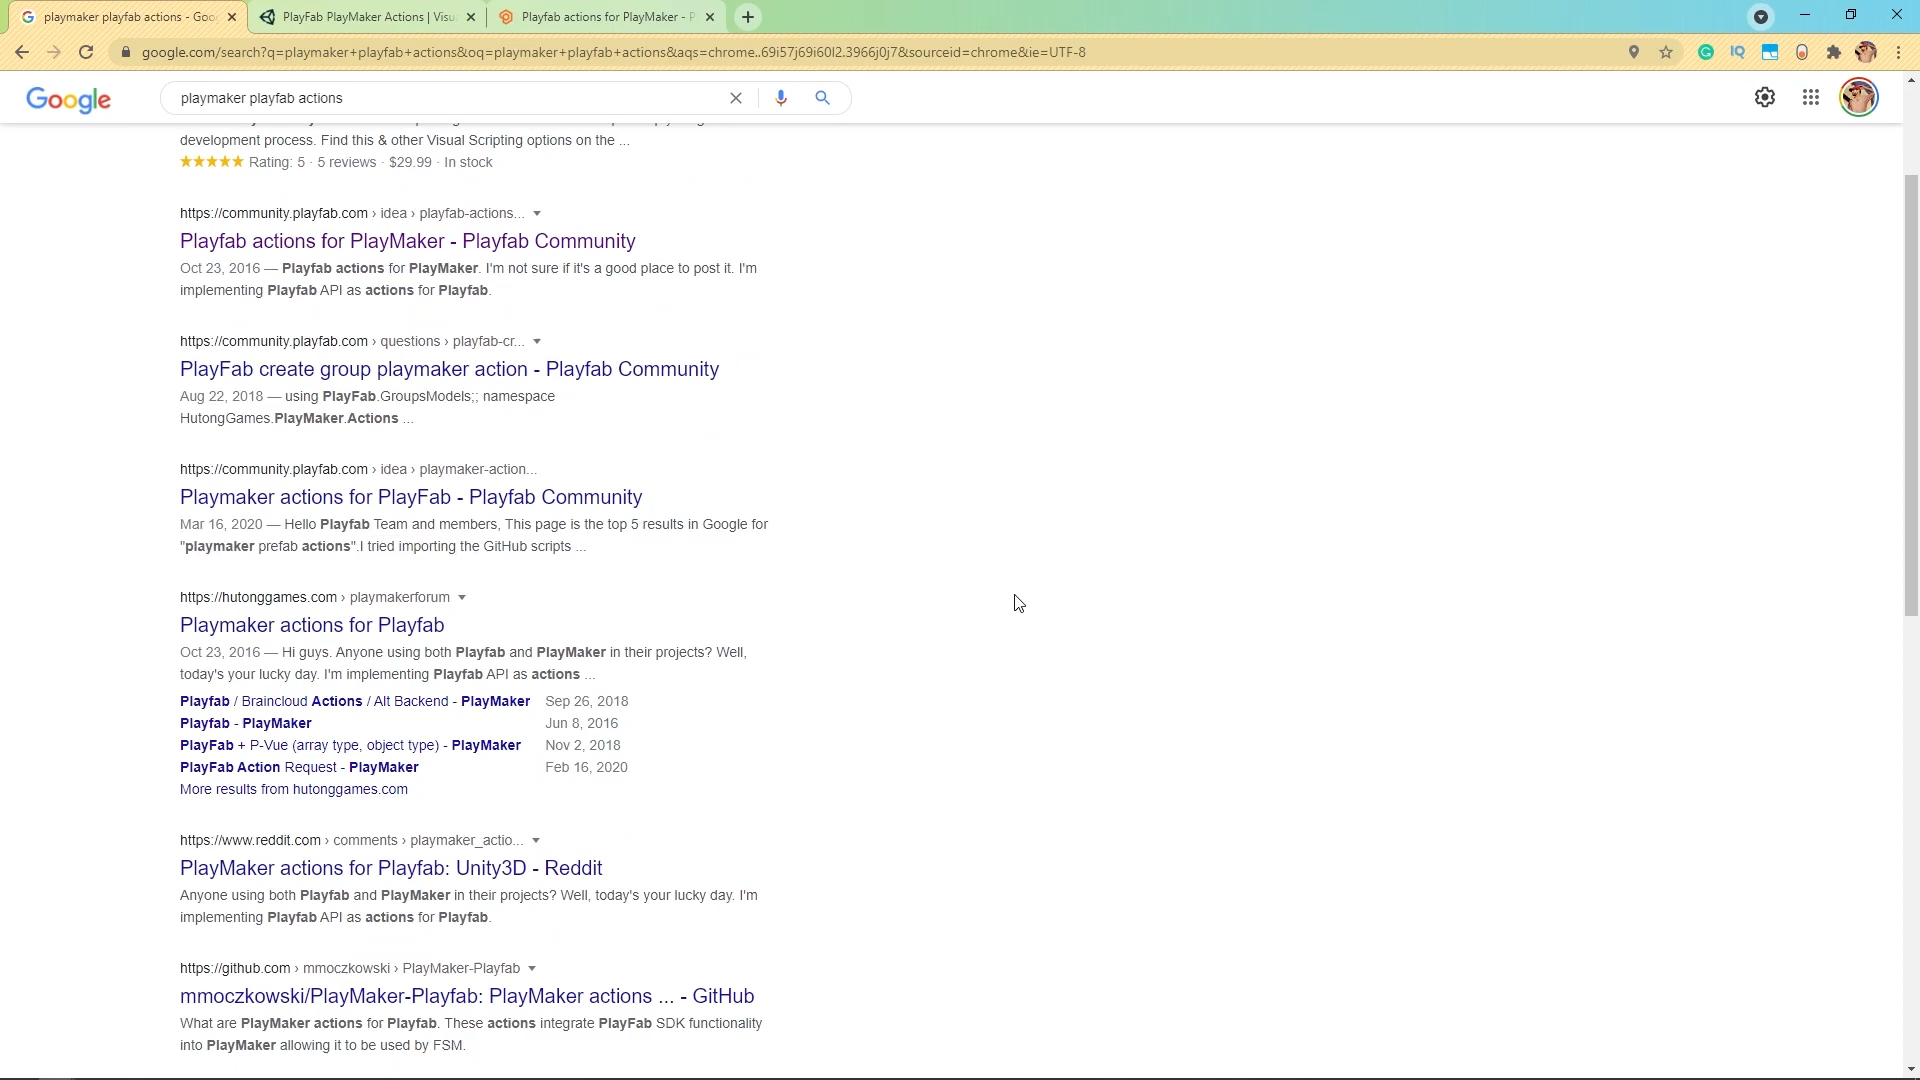 playmaker playfab actions - Goo
PlayFab PlayMaker Actions | Visu
Playfab actions for PlayMaker - P
google.com/search?q=playmaker+playfab+actions&oq=playmaker+playfab+actions&aqs=chrome..69i57j69i60l2.3966j0j7&sourceid=chrome&ie=UTF-8
Google
playmaker playfab actions
development process. Find this & other Visual Scripting options on the ...
Rating: 5 · 5 reviews · $29.99 · In stock
https://community.playfab.com › idea › playfab-actions...
Playfab actions for PlayMaker - Playfab Community
Oct 23, 2016 — Playfab actions for PlayMaker. I'm not sure if it's a good place to post it. I'm
implementing Playfab API as actions for Playfab.
https://community.playfab.com › questions › playfab-cr...
PlayFab create group playmaker action - Playfab Community
Aug 22, 2018 — using PlayFab.GroupsModels;; namespace
HutongGames.PlayMaker.Actions ...
https://community.playfab.com › idea › playmaker-action...
Playmaker actions for PlayFab - Playfab Community
Mar 16, 2020 — Hello Playfab Team and members, This page is the top 5 results in Google for
"playmaker prefab actions".I tried importing the GitHub scripts ...
https://hutonggames.com › playmakerforum
Playmaker actions for Playfab
Oct 23, 2016 — Hi guys. Anyone using both Playfab and PlayMaker in their projects? Well,
today's your lucky day. I'm implementing Playfab API as actions ...
Playfab / Braincloud Actions / Alt Backend - PlayMaker Sep 26, 2018
Playfab - PlayMaker Jun 8, 2016
PlayFab + P-Vue (array type, object type) - PlayMaker Nov 2, 2018
PlayFab Action Request - PlayMaker Feb 16, 2020
More results from hutonggames.com
https://www.reddit.com › comments › playmaker_actio...
PlayMaker actions for Playfab: Unity3D - Reddit
Anyone using both Playfab and PlayMaker in their projects? Well, today's your lucky day. I'm
implementing Playfab API as actions for Playfab.
https://github.com › mmoczkowski › PlayMaker-Playfab
mmoczkowski/PlayMaker-Playfab: PlayMaker actions ... - GitHub
What are PlayMaker actions for Playfab. These actions integrate PlayFab SDK functionality
into PlayMaker allowing it to be used by FSM.